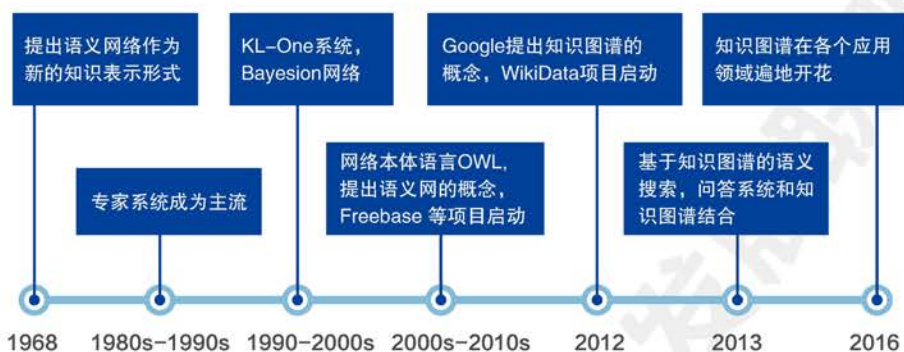 提出语义网络作为
新的知识表示形式
KL-One系统，
Bayesion网络
Google提出知识图谱的
概念，WikiData项目启动
知识图谱在各个应用
领域遍地开花
专家系统成为主流
网络本体语言OWL，
提出语义网的概念，
Freebase 等项目启动
基于知识图谱的语义
搜索，问答系统和知
识图谱结合
1968
1980s-1990s
1990-2000s
2000s-2010s
2012
2013
2016